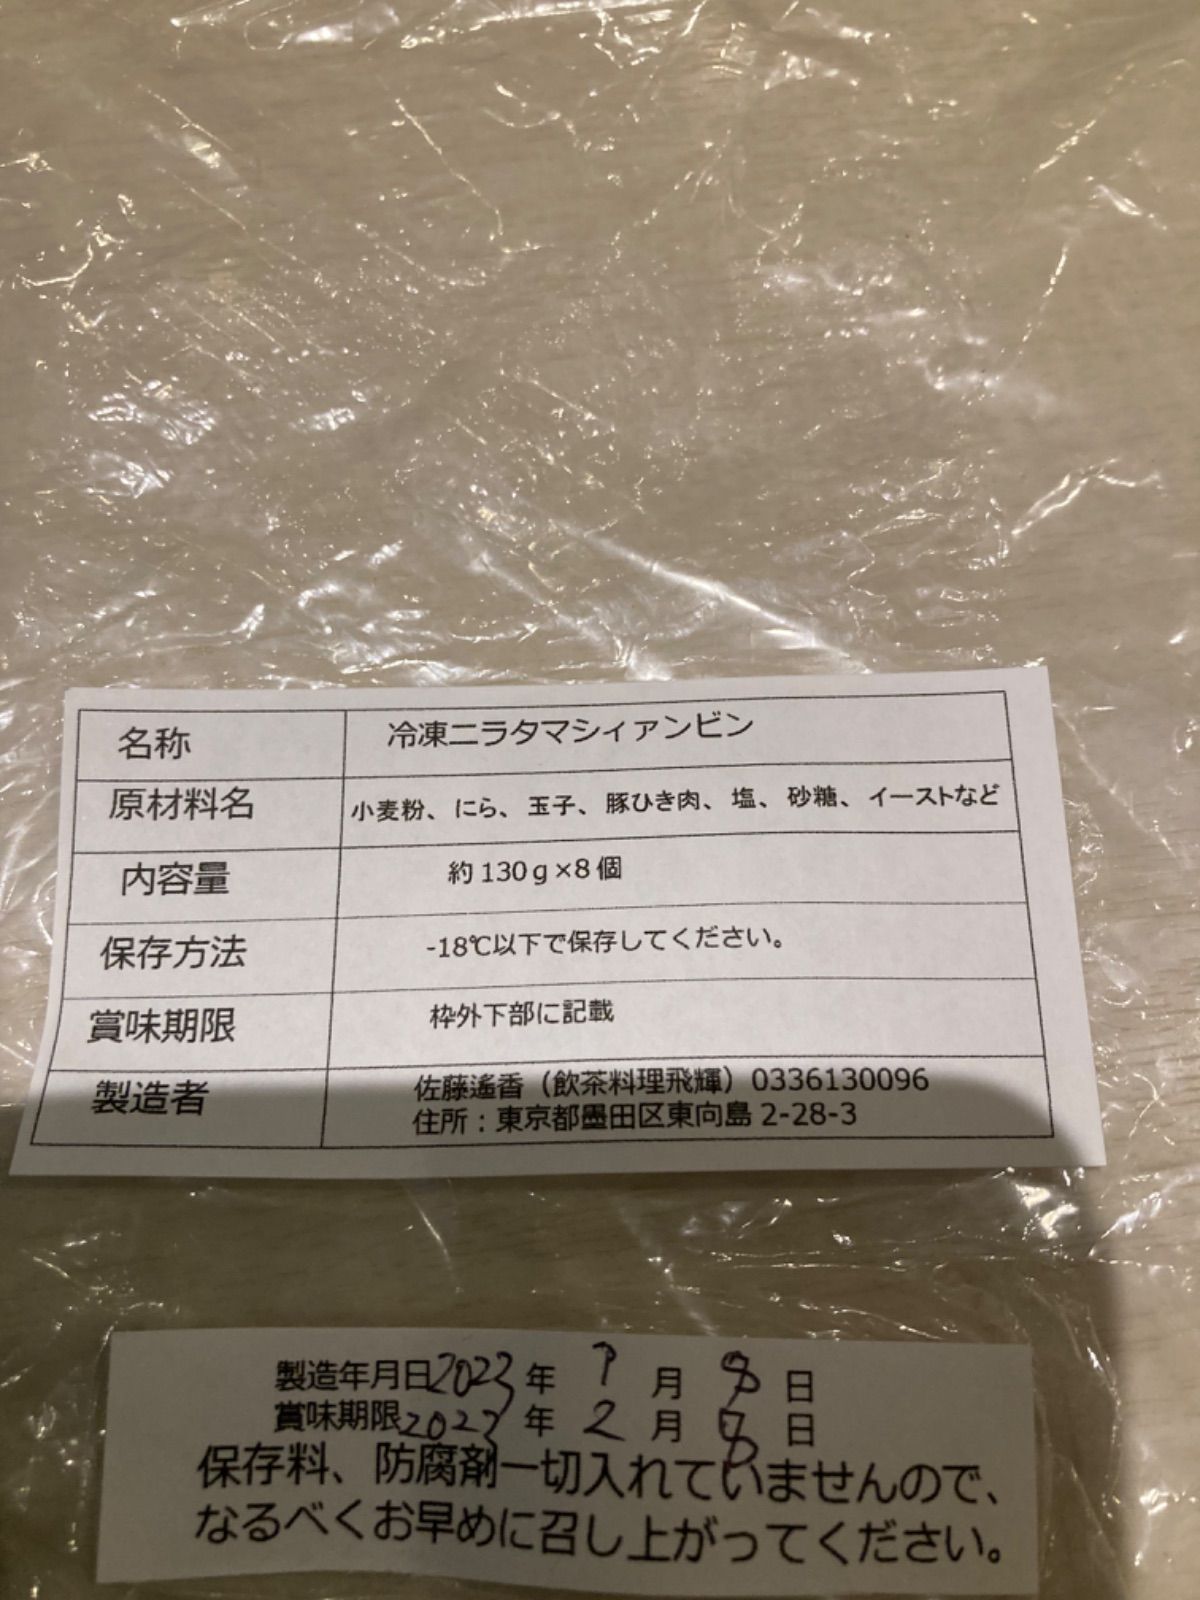 名称 冷凍ニラタマシィアンビン
原材料名 小麦粉、にら、玉子、豚ひき肉、塩、砂糖、イーストなど
内容量 約130g×8個
保存方法 -18℃以下で保存してください。
賞味期限 枠外下部に記載
製造者 佐藤遙香（飲茶料理飛輝）0336130096
住所：東京都墨田区東向島2-28-3
製造年月日2023年 月8日
賞味期限2023年2月8日
保存料、防腐剤一切入れていませんので、
なるべくお早めに召し上がってください。